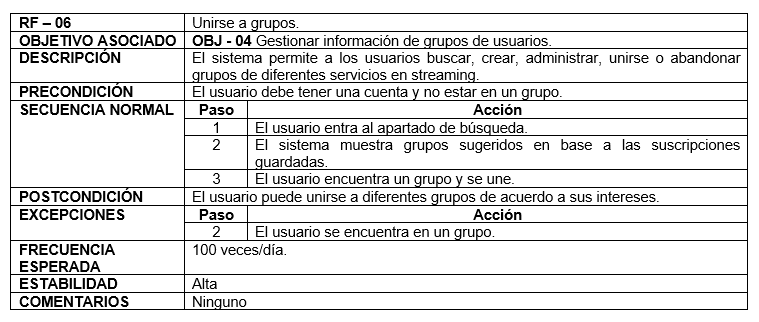 RF – 06 Unirse a grupos.
OBJETIVO ASOCIADO OBJ - 04 Gestionar información de grupos de usuarios.
DESCRIPCIÓN El sistema permite a los usuarios buscar, crear, administrar, unirse o abandonar
grupos de diferentes servicios en streaming.
PRECONDICIÓN El usuario debe tener una cuenta y no estar en un grupo.
SECUENCIA NORMAL Paso Acción
1 El usuario entra al apartado de búsqueda.
2 El sistema muestra grupos sugeridos en base a las suscripciones
guardadas.
3 El usuario encuentra un grupo y se une.
POSTCONDICIÓN El usuario puede unirse a diferentes grupos de acuerdo a sus intereses.
EXCEPCIONES Paso Acción
2 El usuario se encuentra en un grupo.
FRECUENCIA 100 veces/día.
ESPERADA
ESTABILIDAD Alta
COMENTARIOS Ninguno